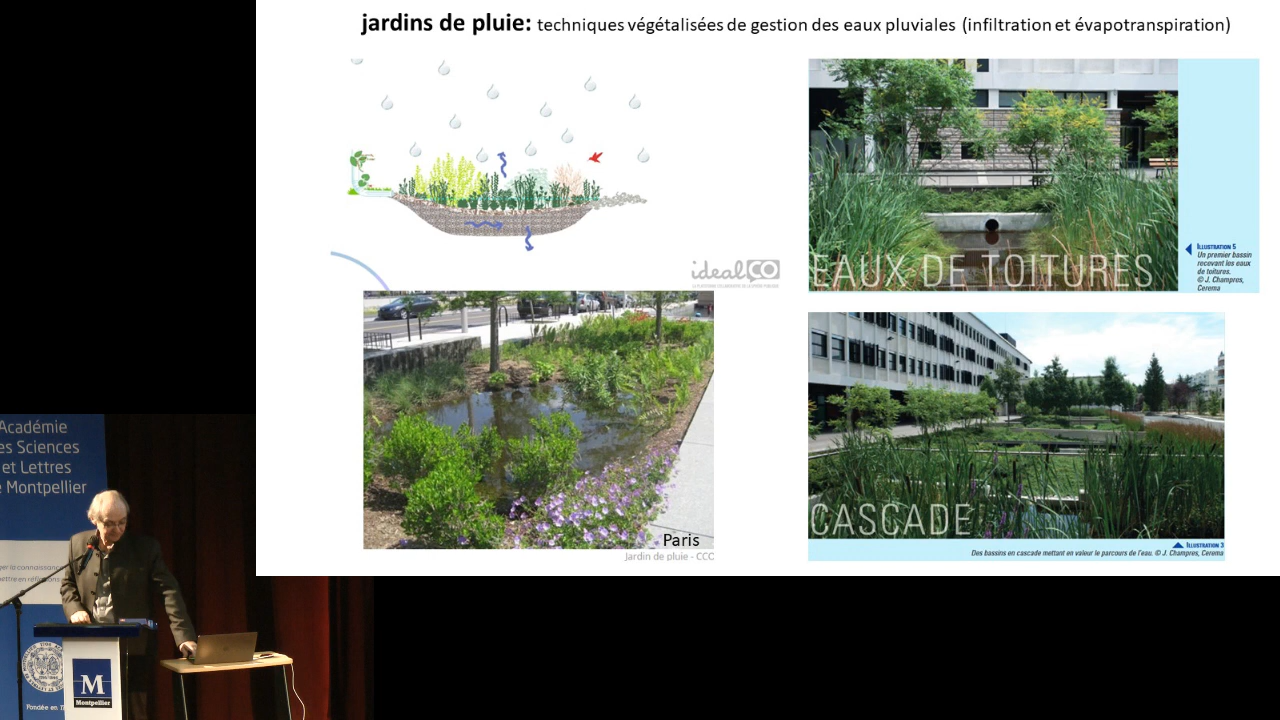 jardins de pluie: techniques végétalisées de gestion des eaux pluviales (infiltration et évapotranspiration)
idealCO
EAUX DE TOITURES
ILLUSTRATION 5
Un premier bassin
recevant les eaux
de toitures.
© J. Champres,
Cerema
Paris
Jardin de pluie - CCC
CASCADE
ILLUSTRATION 3
Des bassins en cascade mettant en valeur le parcours de l'eau. © J. Champres, Cerema
Académie
es Sciences
et Lettres
Montpellier
M
Montpellier
Fondée en